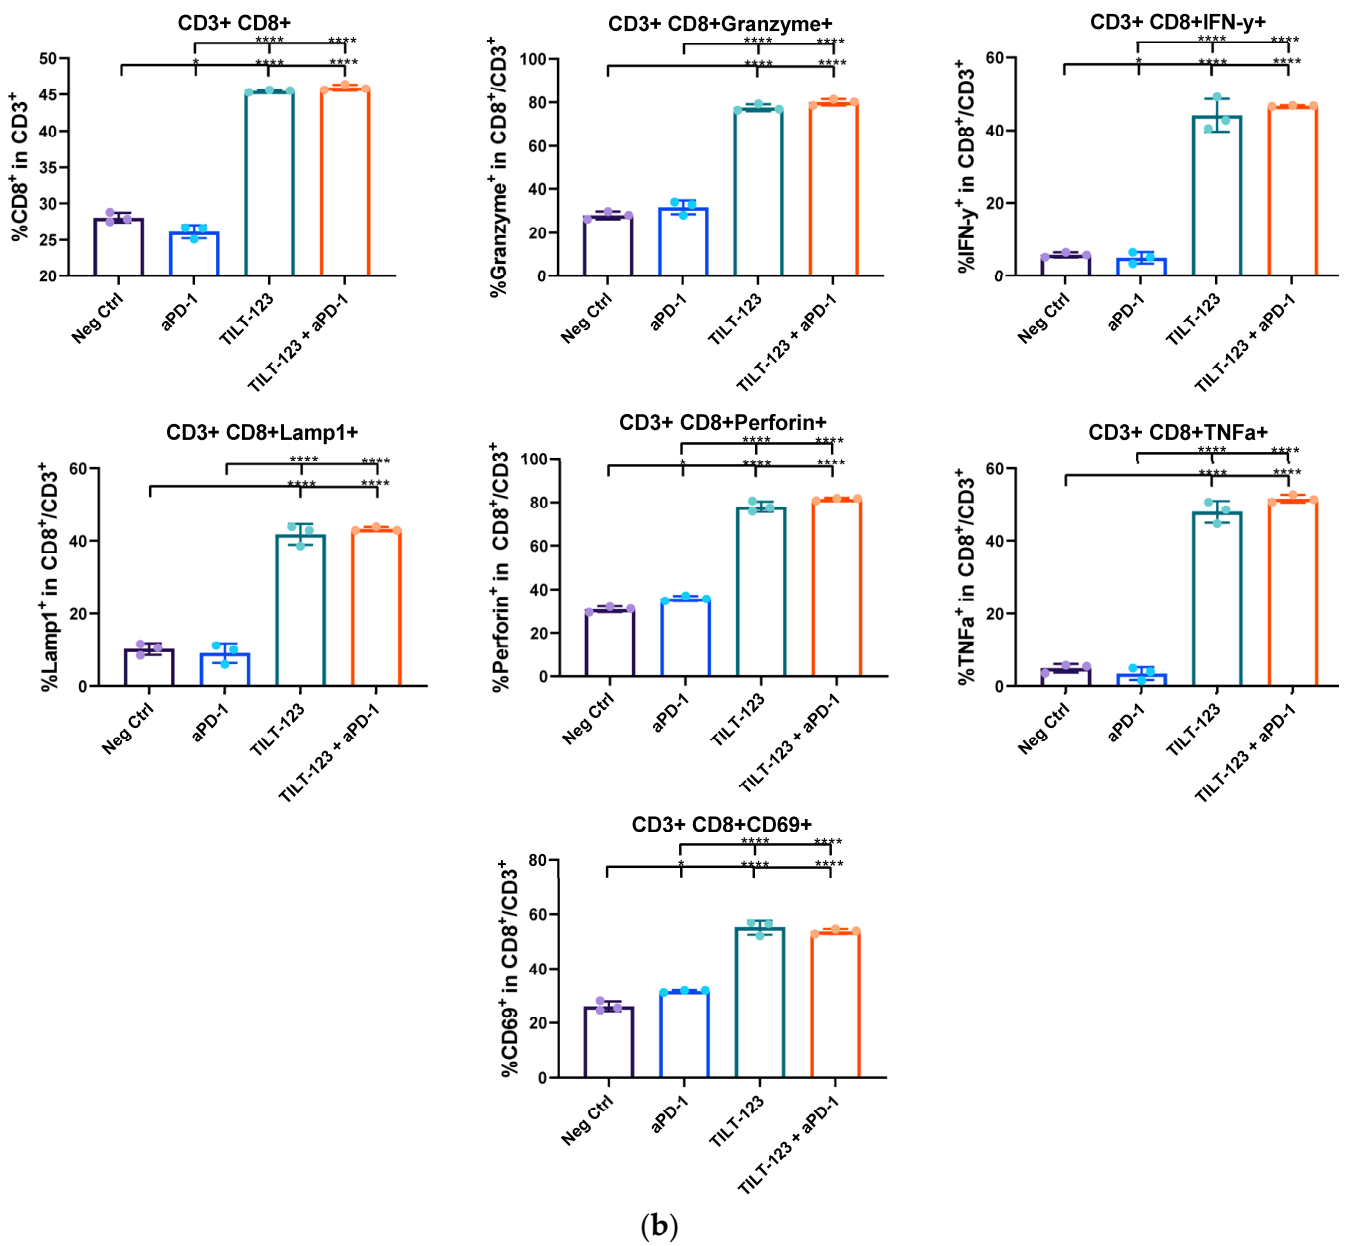 CD3+ CD8+
**** ****
* **** ****
%CD8+ in CD3+
50
45
40
35
30
25
20
Neg Ctrl
aPD-1
TILT-123
TILT-123 + aPD-1
CD3+ CD8+Granzyme+
**** ****
**** ****
%Granzyme+ in CD8+/CD3+
100
80
60
40
20
0
Neg Ctrl
aPD-1
TILT-123
TILT-123 + aPD-1
CD3+ CD8+IFN-y+
**** ****
* **** ****
%IFN-y+ in CD8+/CD3+
60
40
20
0
Neg Ctrl
aPD-1
TILT-123
TILT-123 + aPD-1
CD3+ CD8+Lamp1+
**** ****
**** ****
%Lamp1+ in CD8+/CD3+
60
40
20
0
Neg Ctrl
aPD-1
TILT-123
TILT-123 + aPD-1
CD3+ CD8+Perforin+
**** ****
* **** ****
%Perforin+ in CD8+/CD3+
100
80
60
40
20
0
Neg Ctrl
aPD-1
TILT-123
TILT-123 + aPD-1
CD3+ CD8+TNFa+
**** ****
**** ****
%TNFa+ in CD8+/CD3+
60
40
20
0
Neg Ctrl
aPD-1
TILT-123
TILT-123 + aPD-1
CD3+ CD8+CD69+
**** ****
* **** ****
%CD69+ in CD8+/CD3+
80
60
40
20
0
Neg Ctrl
aPD-1
TILT-123
TILT-123 + aPD-1
(b)